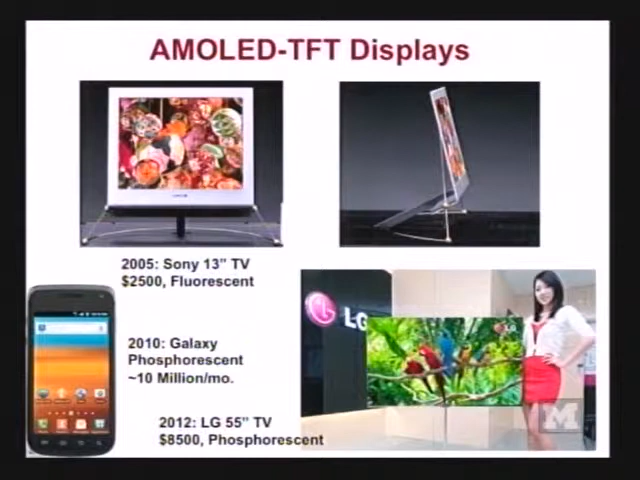 AMOLED-TFT Displays
2005: Sony 13” TV
$2500, Fluorescent
2010: Galaxy
Phosphorescent
~10 Million/mo.
2012: LG 55” TV
$8500, Phosphorescent
LG
LG
M